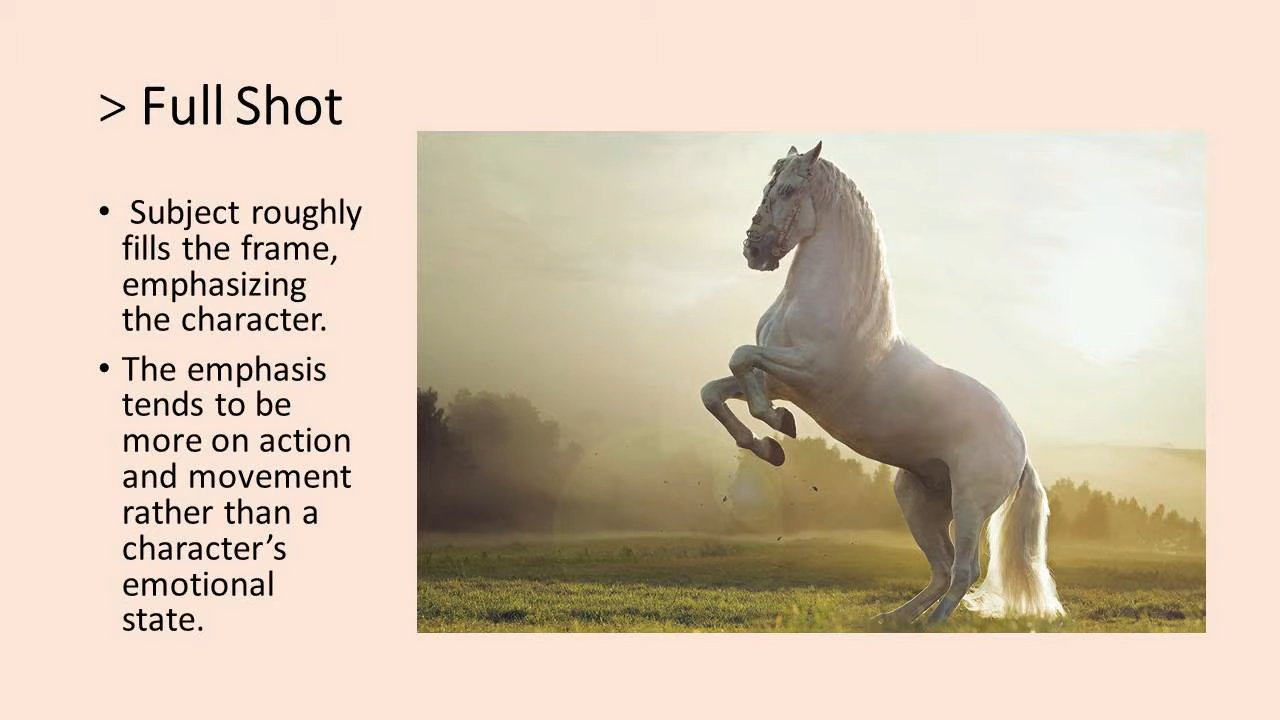 > Full Shot
• Subject roughly
fills the frame,
emphasizing
the character.
• The emphasis
tends to be
more on action
and movement
rather than a
character’s
emotional
state.